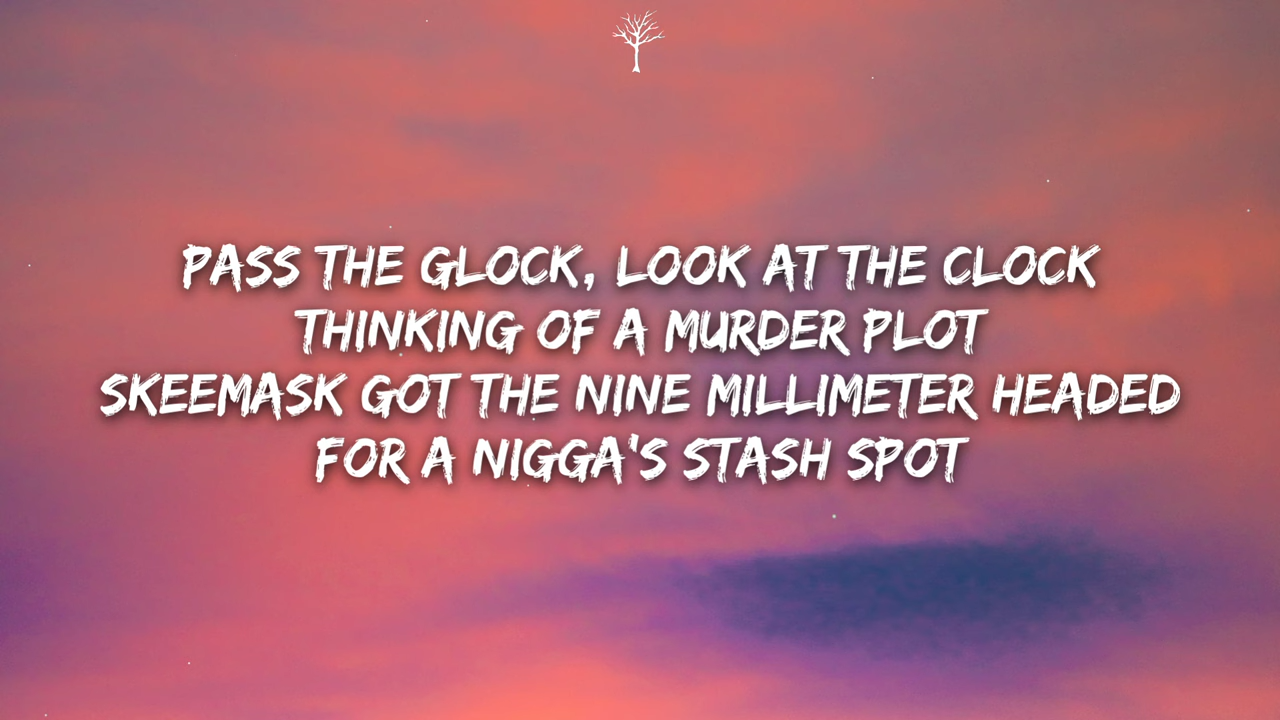 PASS THE GLOCK, LOOK AT THE CLOCK
THINKING OF A MURDER PLOT
SKEEMASK GOT THE NINE MILLIMETER HEADED
FOR A NIGGA'S STASH SPOT